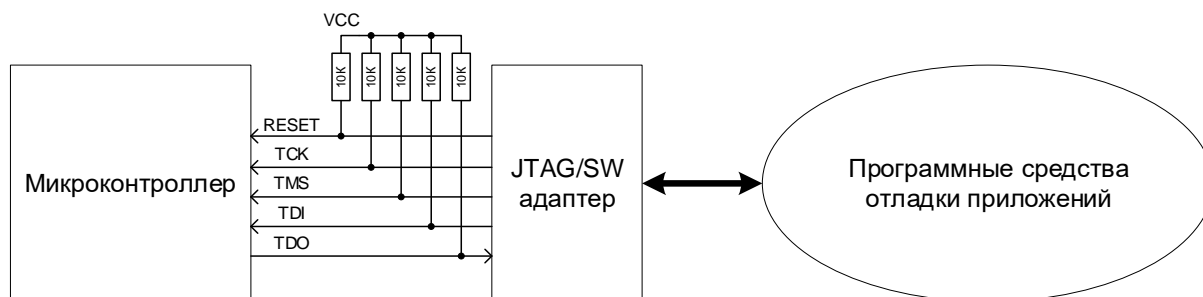 VCC
10K
10K
10K
10K
10K
RESET
TCK
TMS
TDI
TDO
Микроконтроллер
JTAG/SW
адаптер
Программные средства
отладки приложений